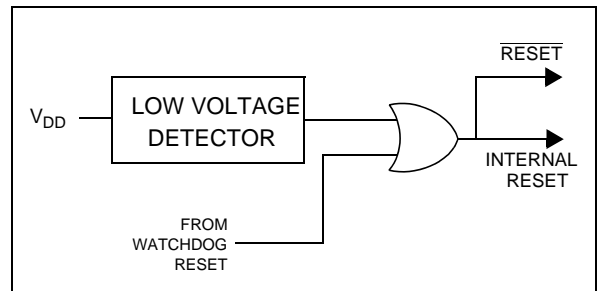 RESET
LOW VOLTAGE
DETECTOR
VDD
INTERNAL
RESET
FROM
WATCHDOG
RESET